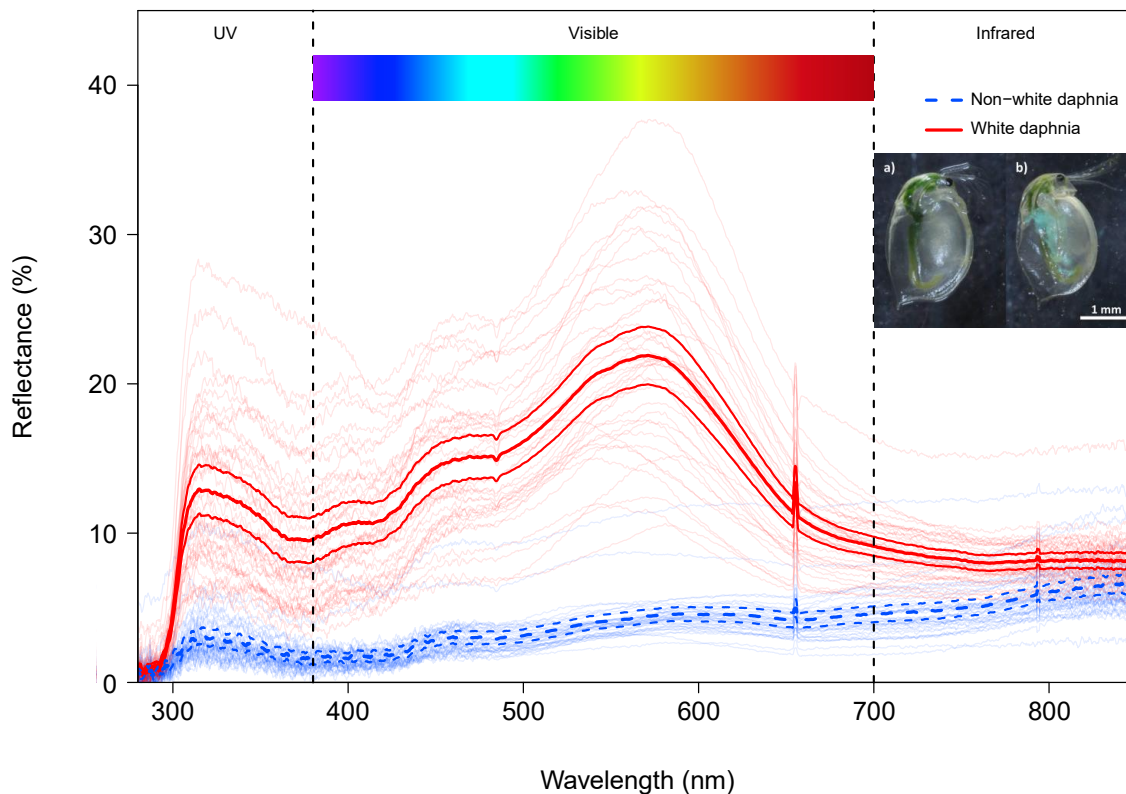 UV
Visible
Infrared
40
30
20
10
0
Reflectance (%)
Non−white daphnia
White daphnia
a)
b)
1 mm
300
400
500
600
700
800
Wavelength (nm)